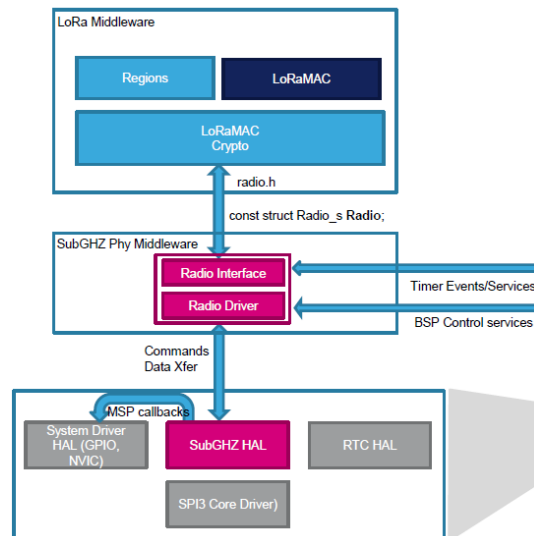 LoRa Middleware
Regions
LoRaMAC
LoRaMAC
Crypto
radio.h
const struct Radio_s Radio;
SubGHZ Phy Middleware
Radio Interface
Radio Driver
Timer Events/Services
BSP Control services
Commands
Data Xfer
MSP callbacks
System Driver
HAL (GPIO,
NVIC)
SubGHZ HAL
RTC HAL
SPI3 Core Driver)